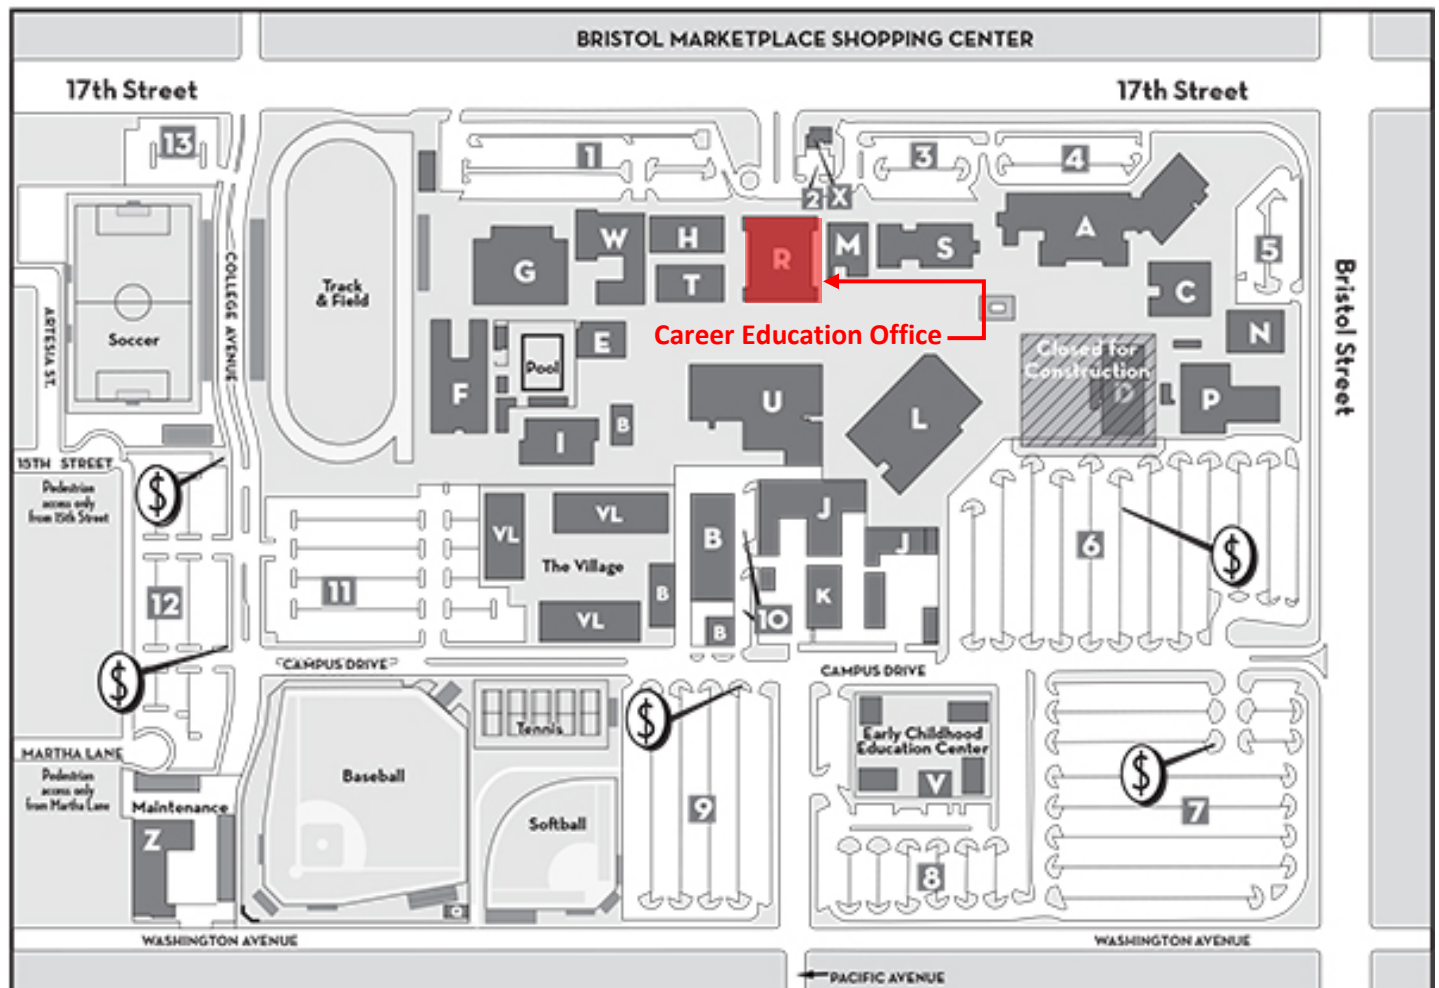 BRISTOL MARKETPLACE SHOPPING CENTER
17th Street
17th Street
13
1
2
X
3
4
5
G
W
H
T
R
M
S
A
C
N
COLLEGE AVENUE
ARTESIA ST.
Bristol Street
Track
& Field
Soccer
Career Education Office
Closed for
Construction
D
P
E
Pool
F
I
B
U
L
15TH STREET
Pedestrian
access only
from 15th Street
$
VL
VL
The Village
VL
B
B
B
J
J
K
10
6
$
12
11
$
CAMPUS DRIVE
CAMPUS DRIVE
MARTHA LANE
Pedestrian
access only
from Martha Lane
Maintenance
Z
Baseball
Tennis
Softball
$
9
Early Childhood
Education Center
V
8
$
7
WASHINGTON AVENUE
WASHINGTON AVENUE
PACIFIC AVENUE